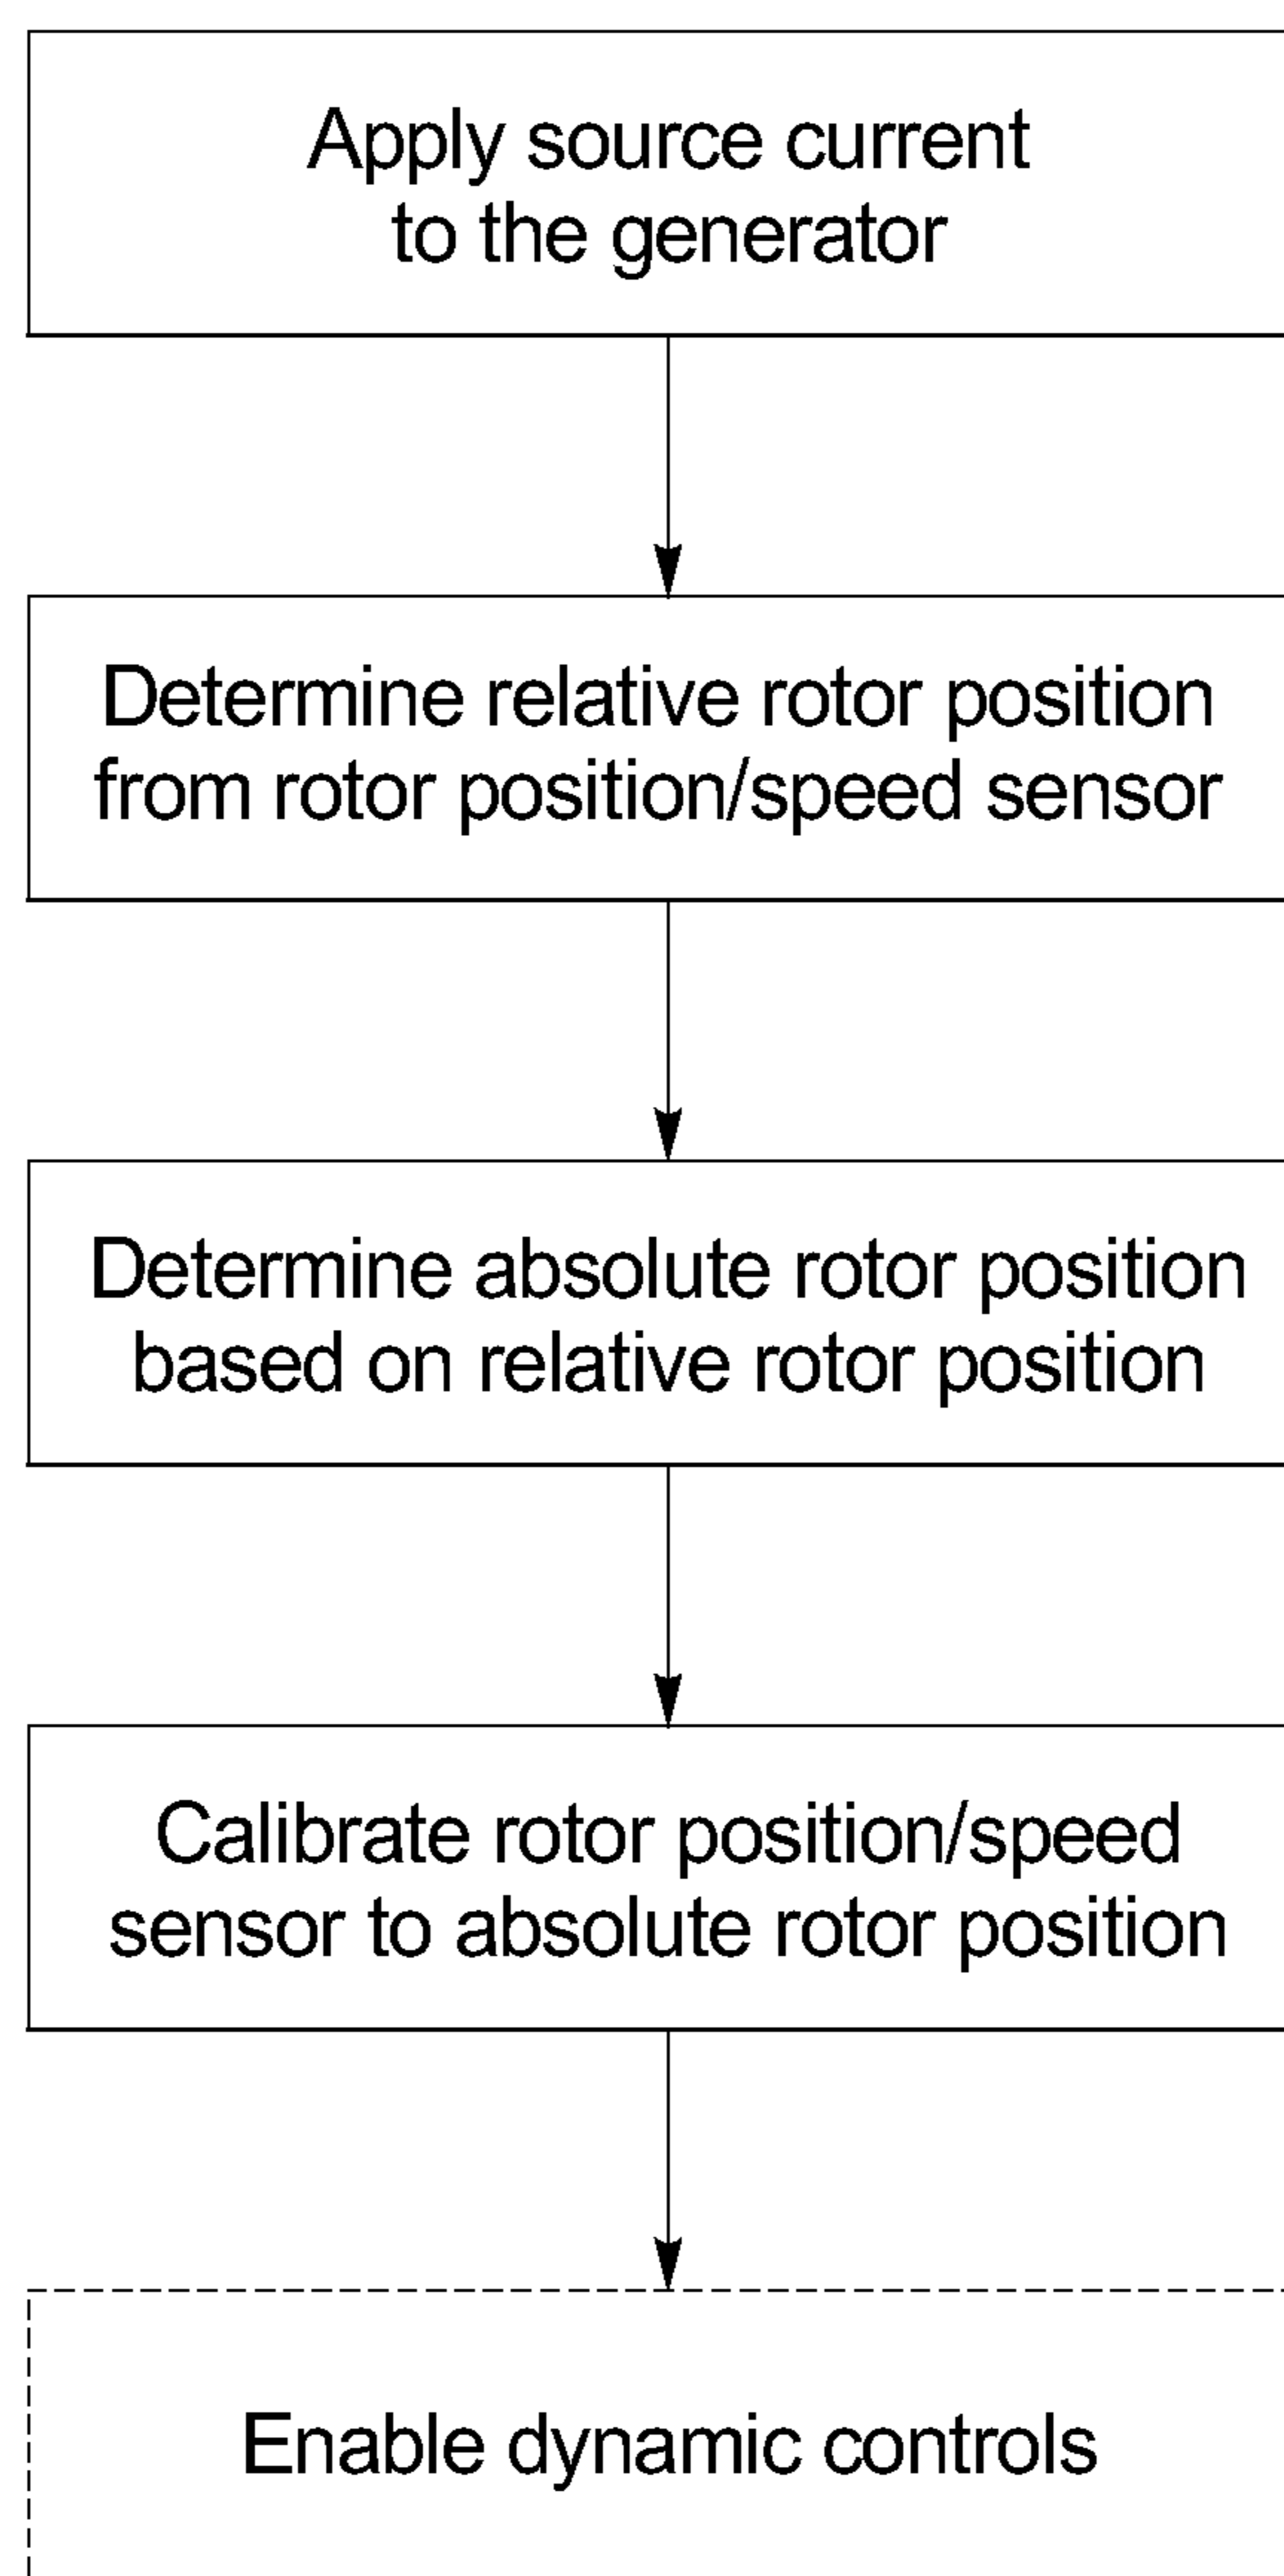 Apply source current
to the generator
Determine relative rotor position
from rotor position/speed sensor
Determine absolute rotor position
based on relative rotor position
Calibrate rotor position/speed
sensor to absolute rotor position
Enable dynamic controls